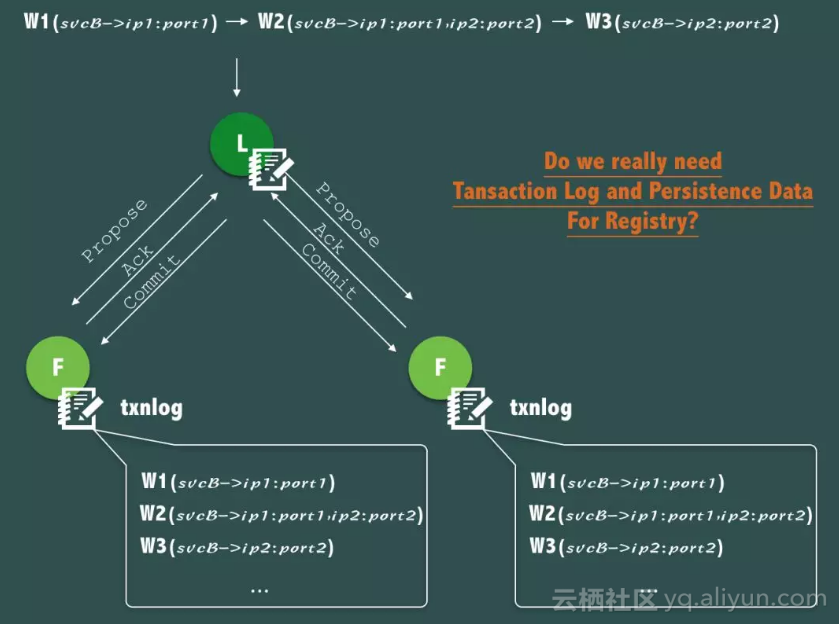 W1(svcB->ip1:port1) → W2(svcB->ip1:port1,ip2:port2) → W3(svcB->ip2:port2)
L
Do we really need
Tansaction Log and Persistence Data
For Registry?
Propose
Ack
Commit
Propose
Ack
Commit
F
txnlog
F
txnlog
W1(svcB->ip1:port1)
W2(svcB->ip1:port1,ip2:port2)
W3(svcB->ip2:port2)
...
W1(svcB->ip1:port1)
W2(svcB->ip1:port1,ip2:port2)
W3(svcB->ip2:port2)
...
云栖社区 yq.aliyun.com